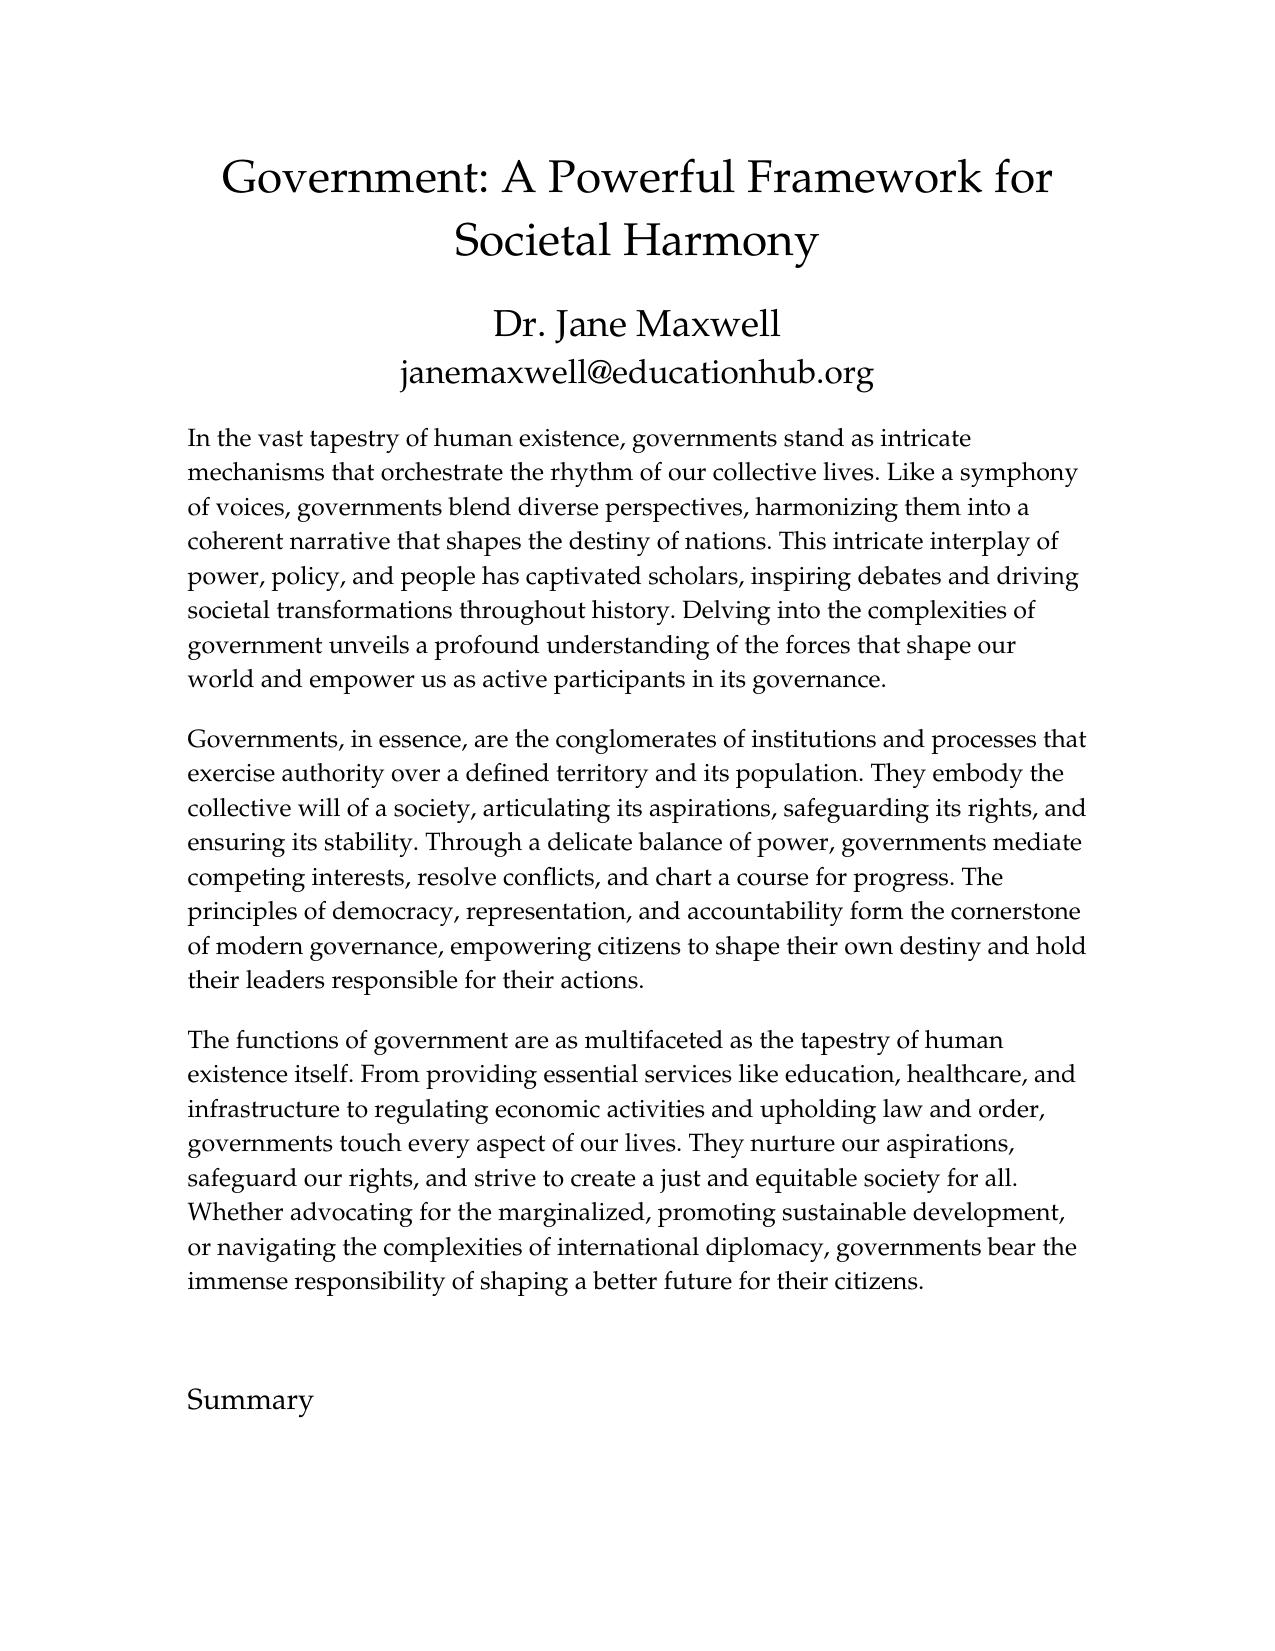 Government: A Powerful Framework for
Societal Harmony
Dr. Jane Maxwell
janemaxwell@educationhub.org
In the vast tapestry of human existence, governments stand as intricate
mechanisms that orchestrate the rhythm of our collective lives. Like a symphony
of voices, governments blend diverse perspectives, harmonizing them into a
coherent narrative that shapes the destiny of nations. This intricate interplay of
power, policy, and people has captivated scholars, inspiring debates and driving
societal transformations throughout history. Delving into the complexities of
government unveils a profound understanding of the forces that shape our
world and empower us as active participants in its governance.
Governments, in essence, are the conglomerates of institutions and processes that
exercise authority over a defined territory and its population. They embody the
collective will of a society, articulating its aspirations, safeguarding its rights, and
ensuring its stability. Through a delicate balance of power, governments mediate
competing interests, resolve conflicts, and chart a course for progress. The
principles of democracy, representation, and accountability form the cornerstone
of modern governance, empowering citizens to shape their own destiny and hold
their leaders responsible for their actions.
The functions of government are as multifaceted as the tapestry of human
existence itself. From providing essential services like education, healthcare, and
infrastructure to regulating economic activities and upholding law and order,
governments touch every aspect of our lives. They nurture our aspirations,
safeguard our rights, and strive to create a just and equitable society for all.
Whether advocating for the marginalized, promoting sustainable development,
or navigating the complexities of international diplomacy, governments bear the
immense responsibility of shaping a better future for their citizens.
Summary